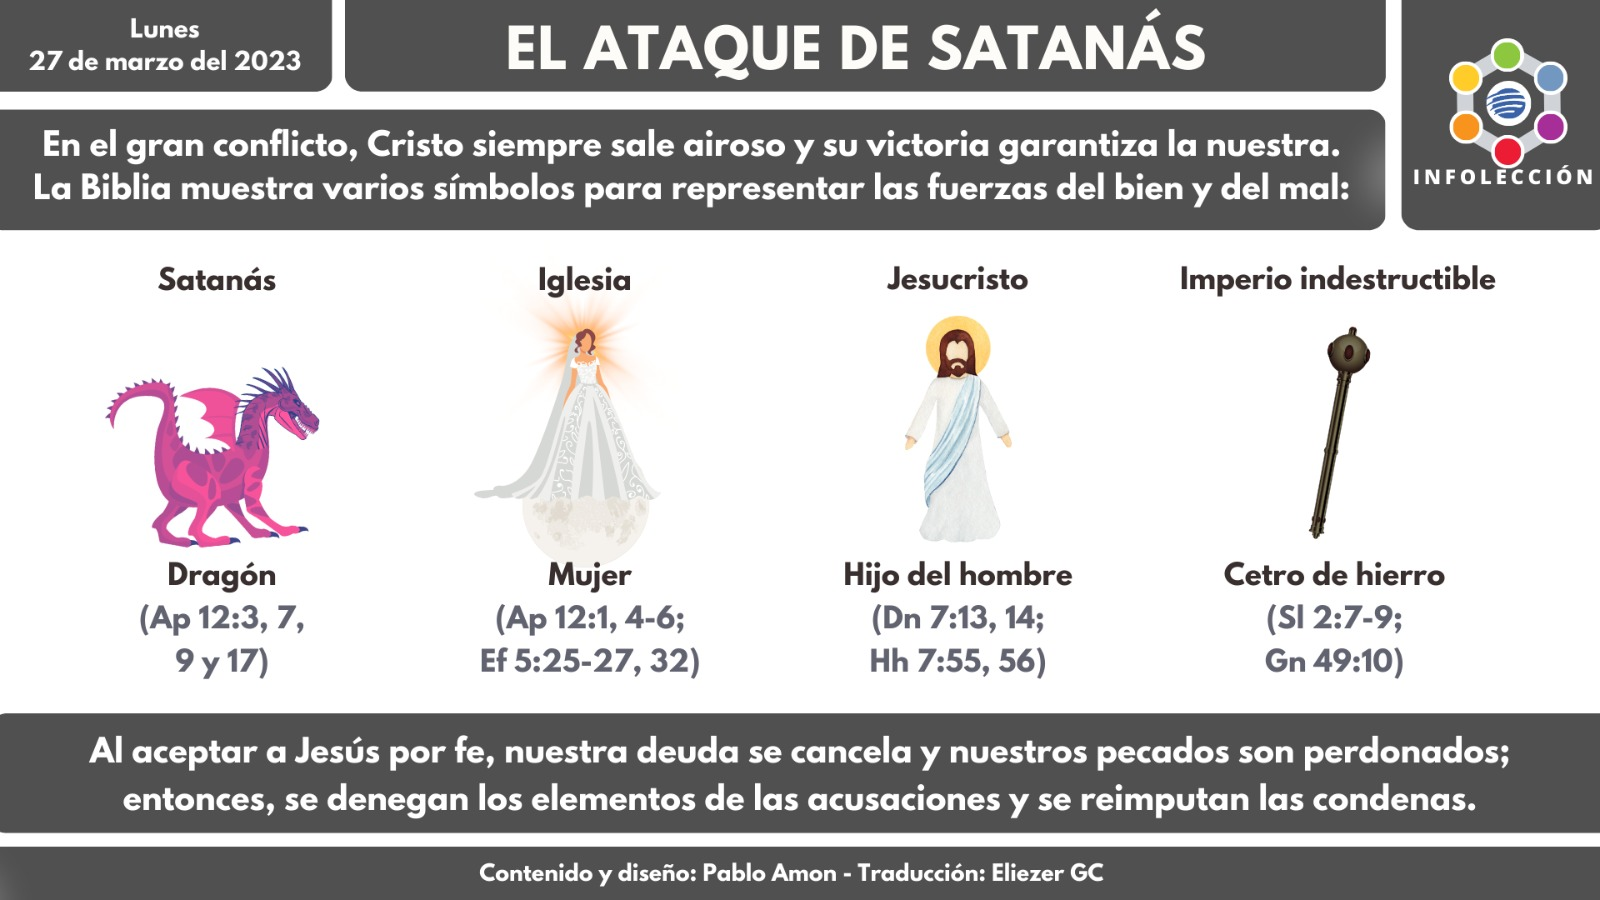 Lunes
27 de marzo del 2023
EL ATAQUE DE SATANÁS
INFOLECCIÓN
En el gran conflicto, Cristo siempre sale airoso y su victoria garantiza la nuestra.
La Biblia muestra varios símbolos para representar las fuerzas del bien y del mal:
Satanás
Dragón
(Ap 12:3, 7,
9 y 17)
Iglesia
Mujer
(Ap 12:1, 4-6;
Ef 5:25-27, 32)
Jesucristo
Hijo del hombre
(Dn 7:13, 14;
Hh 7:55, 56)
Imperio indestructible
Cetro de hierro
(Sl 2:7-9;
Gn 49:10)
Al aceptar a Jesús por fe, nuestra deuda se cancela y nuestros pecados son perdonados;
entonces, se denegan los elementos de las acusaciones y se reimputan las condenas.
Contenido y diseño: Pablo Amon - Traducción: Eliezer GC